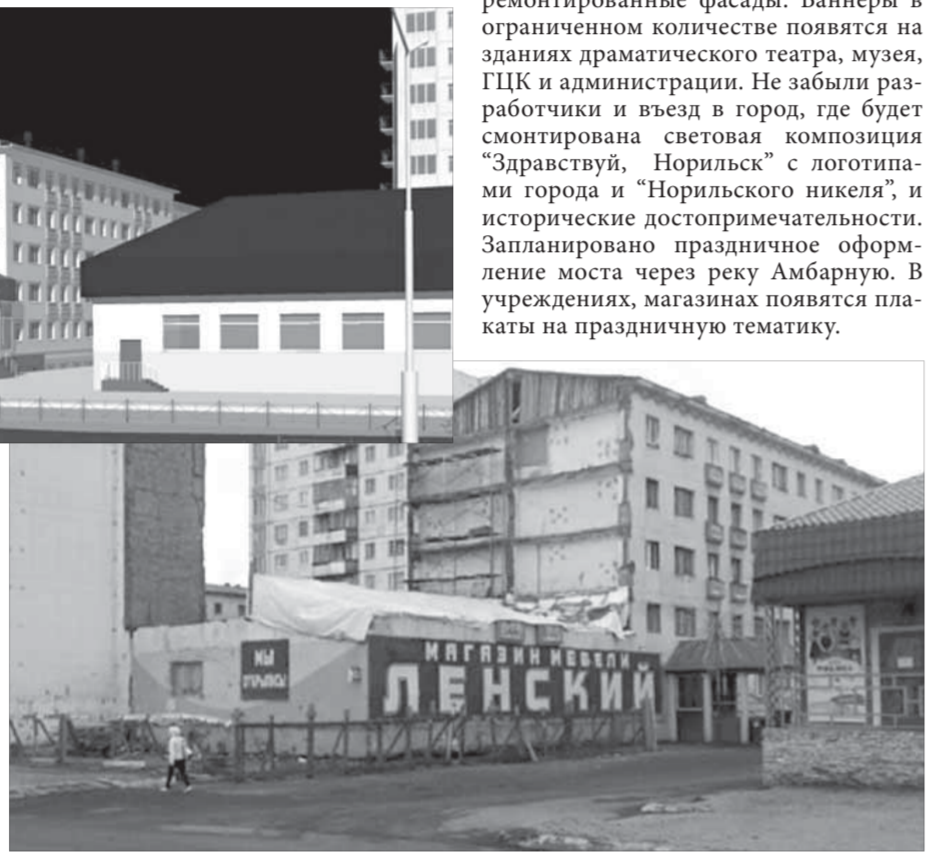 ремонтированные фасады. Баннеры в
ограниченном количестве появятся на
зданиях драматического театра, музея,
ГЦК и администрации. Не забыли раз-
работчики и въезд в город, где будет
смонтирована световая композиция
“Здравствуй, Норильск” с логотипа-
ми города и “Норильского никеля”, и
исторические достопримечательности.
Запланировано праздничное оформ-
ление моста через реку Амбарную. В
учреждениях, магазинах появятся пла-
каты на праздничную тематику.
МЫ
ОТКРЫЛИСЬ!
МАГАЗИН МЕБЕЛИ
ЛЕНСКИЙ